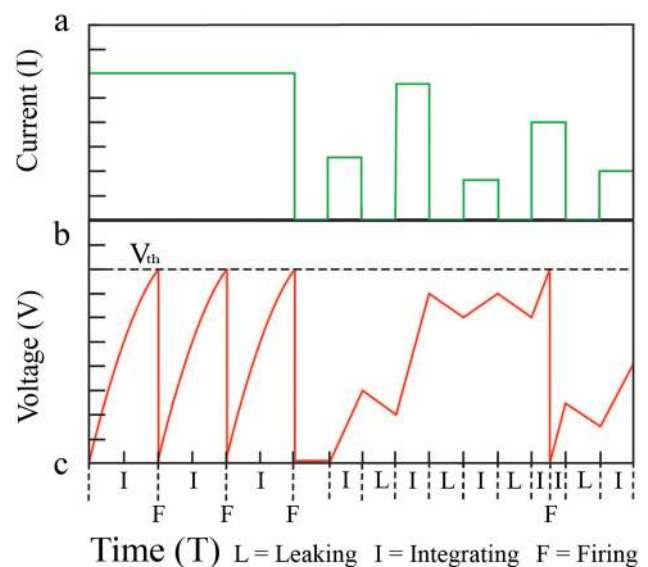 a
Current (I)
b
Vth
Voltage (V)
c
I I I I L I L I L I I L I
F F F F
Time (T) L = Leaking I = Integrating F = Firing